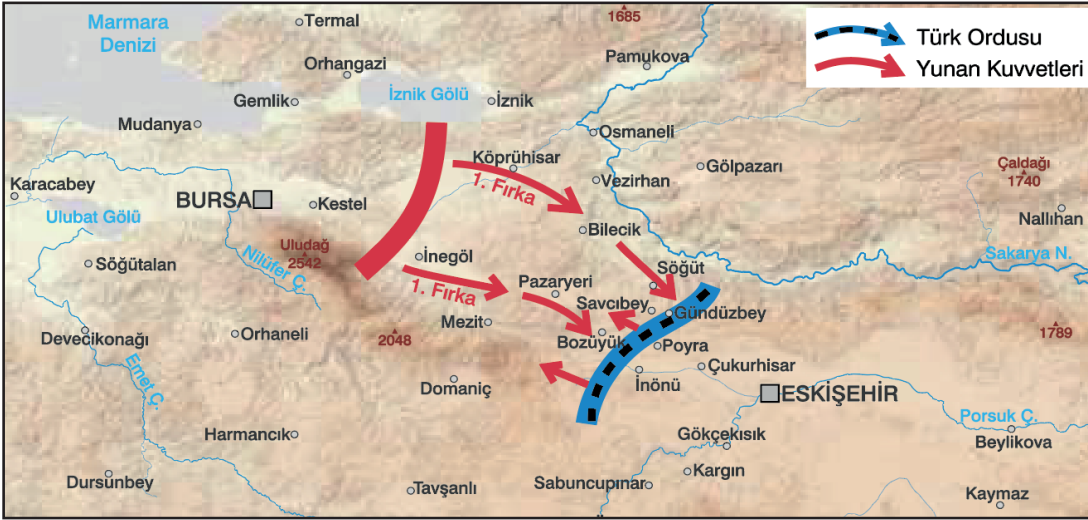 Marmara
Denizi
Termal
1685
Türk Ordusu
Yunan Kuvvetleri
Orhangazi
Pamukova
Gemlik
İznik Gölü
İznik
Mudanya
Osmaneli
Köprühisar
Gölpazarı
Çaldağı
1740
Karacabey
1. Fırka
Vezirhan
BURSA
Kestel
Nallıhan
Ulubat Gölü
Bilecik
Uludağ
2542
Nilüfer Ç.
İnegöl
Sakarya N.
Söğütalan
Söğüt
1. Fırka
Pazaryeri
Savcıbey
Gündüzbey
Mezit
Devecikonağı
Orhaneli
2048
1789
Bozüyük
Poyra
Emet Ç.
Domaniç
İnönü
Çukurhisar
ESKİŞEHİR
Porsuk Ç.
Harmancık
Gökçekısık
Beylikova
Dursunbey
Kargın
Tavşanlı
Sabuncupınar
Kaymaz